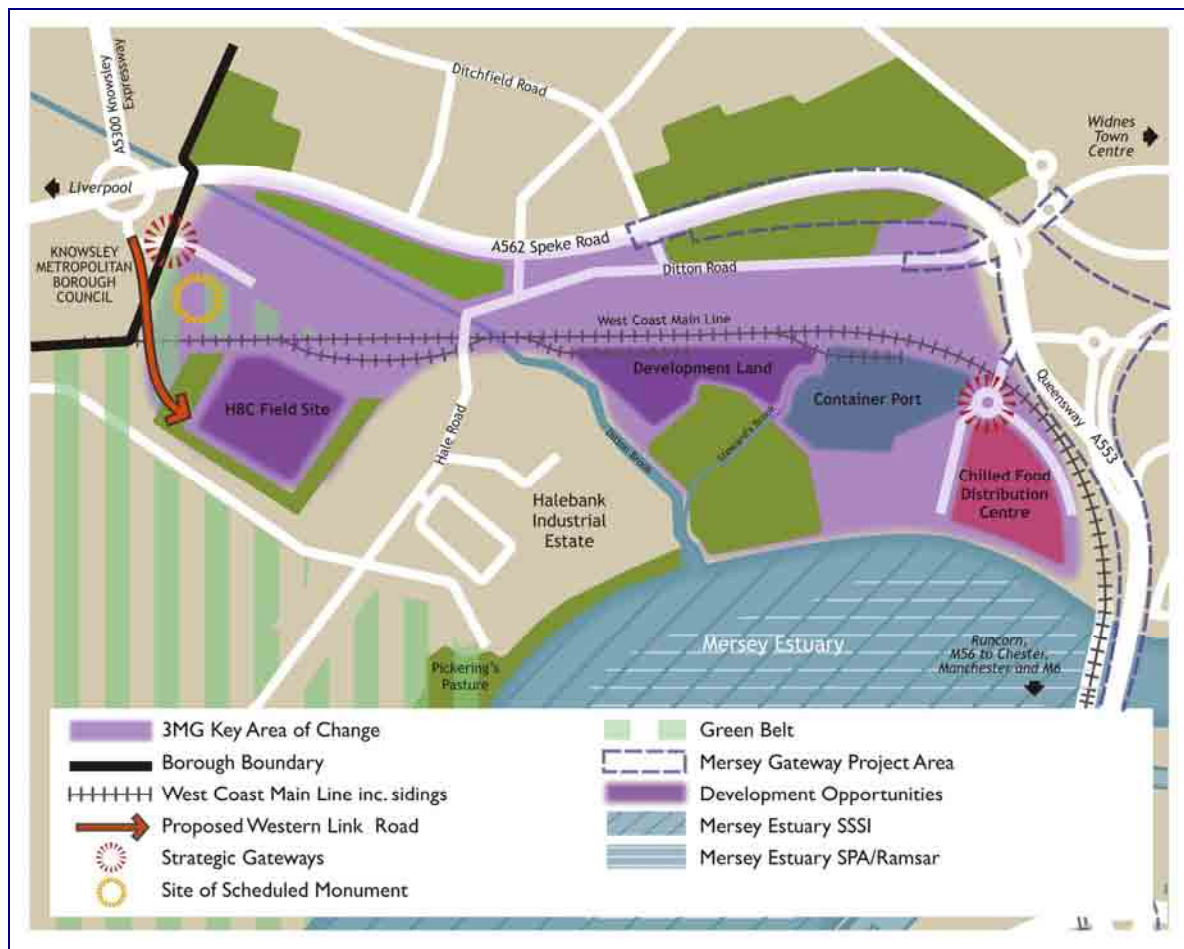 A5300 Knowsley
Expressway
Ditchfield Road
Widnes
Town
Centre
Liverpool
KNOWSLEY
METROPOLITAN
BOROUGH
COUNCIL
A562 Speke Road
Ditton Road
West Coast Main Line
Development Land
Container Port
HBC Field Site
Hale Road
Ditton Brook
Steward's Brook
Queensway
A553
Chilled Food
Distribution
Centre
Halebank
Industrial
Estate
Mersey Estuary
Pickering's
Pasture
Runcorn,
M56 to Chester,
Manchester and M6
3MG Key Area of Change
Borough Boundary
West Coast Main Line inc. sidings
Proposed Western Link Road
Strategic Gateways
Site of Scheduled Monument
Green Belt
Mersey Gateway Project Area
Development Opportunities
Mersey Estuary SSSI
Mersey Estuary SPA/Ramsar